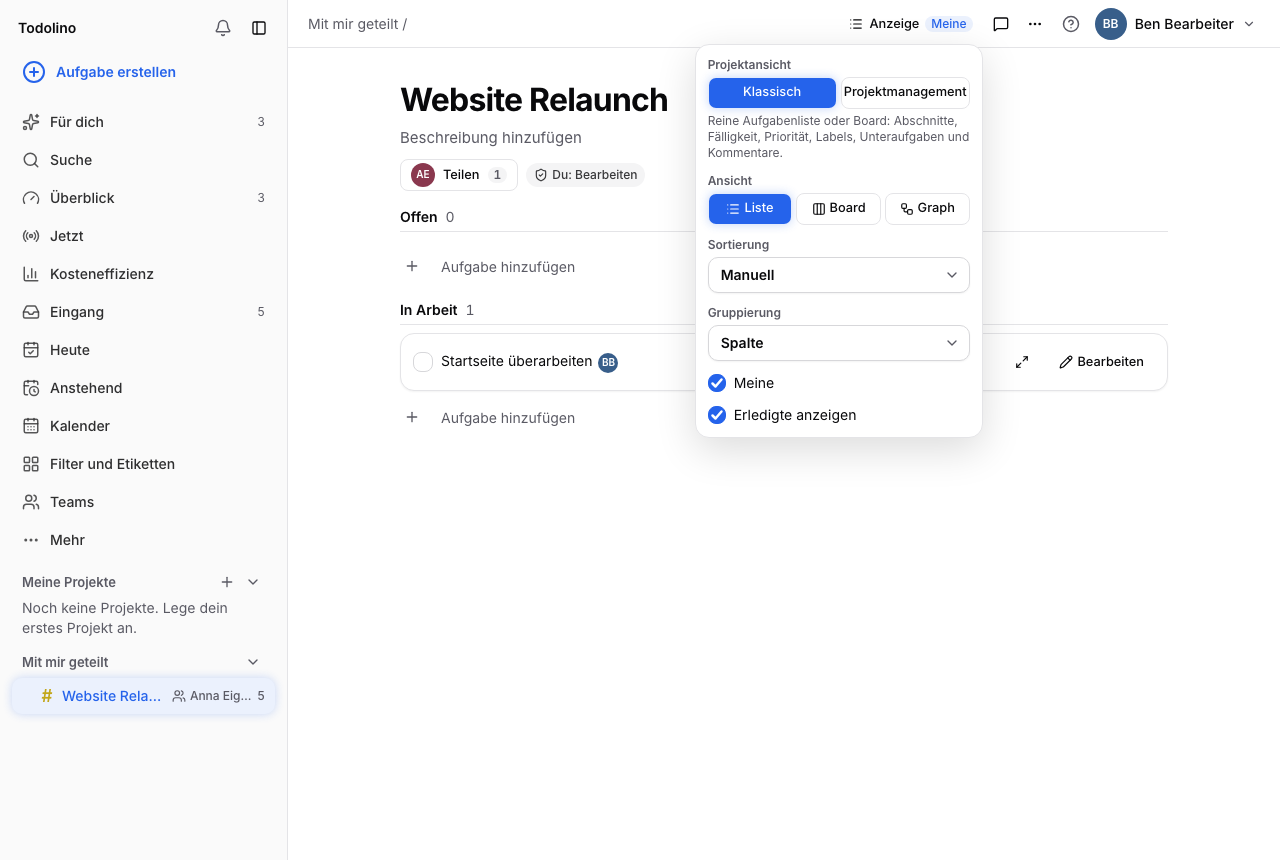 Todolino
Aufgabe erstellen
Für dich 3
Suche
Überblick 3
Jetzt
Kosteneffizienz
Eingang 5
Heute
Anstehend
Kalender
Filter und Etiketten
Teams
Mehr
Meine Projekte
Noch keine Projekte. Lege dein
erstes Projekt an.
Mit mir geteilt
# Website Rela... Anna Eig... 5
Mit mir geteilt /
Anzeige Meine
BB Ben Bearbeiter
Website Relaunch
Beschreibung hinzufügen
AE Teilen 1 Du: Bearbeiten
Offen 0
Aufgabe hinzufügen
In Arbeit 1
Startseite überarbeiten BB
Bearbeiten
Aufgabe hinzufügen
Projektansicht
Klassisch Projektmanagement
Reine Aufgabenliste oder Board: Abschnitte,
Fälligkeit, Priorität, Labels, Unteraufgaben und
Kommentare.
Ansicht
Liste Board Graph
Sortierung
Manuell
Gruppierung
Spalte
Meine
Erledigte anzeigen